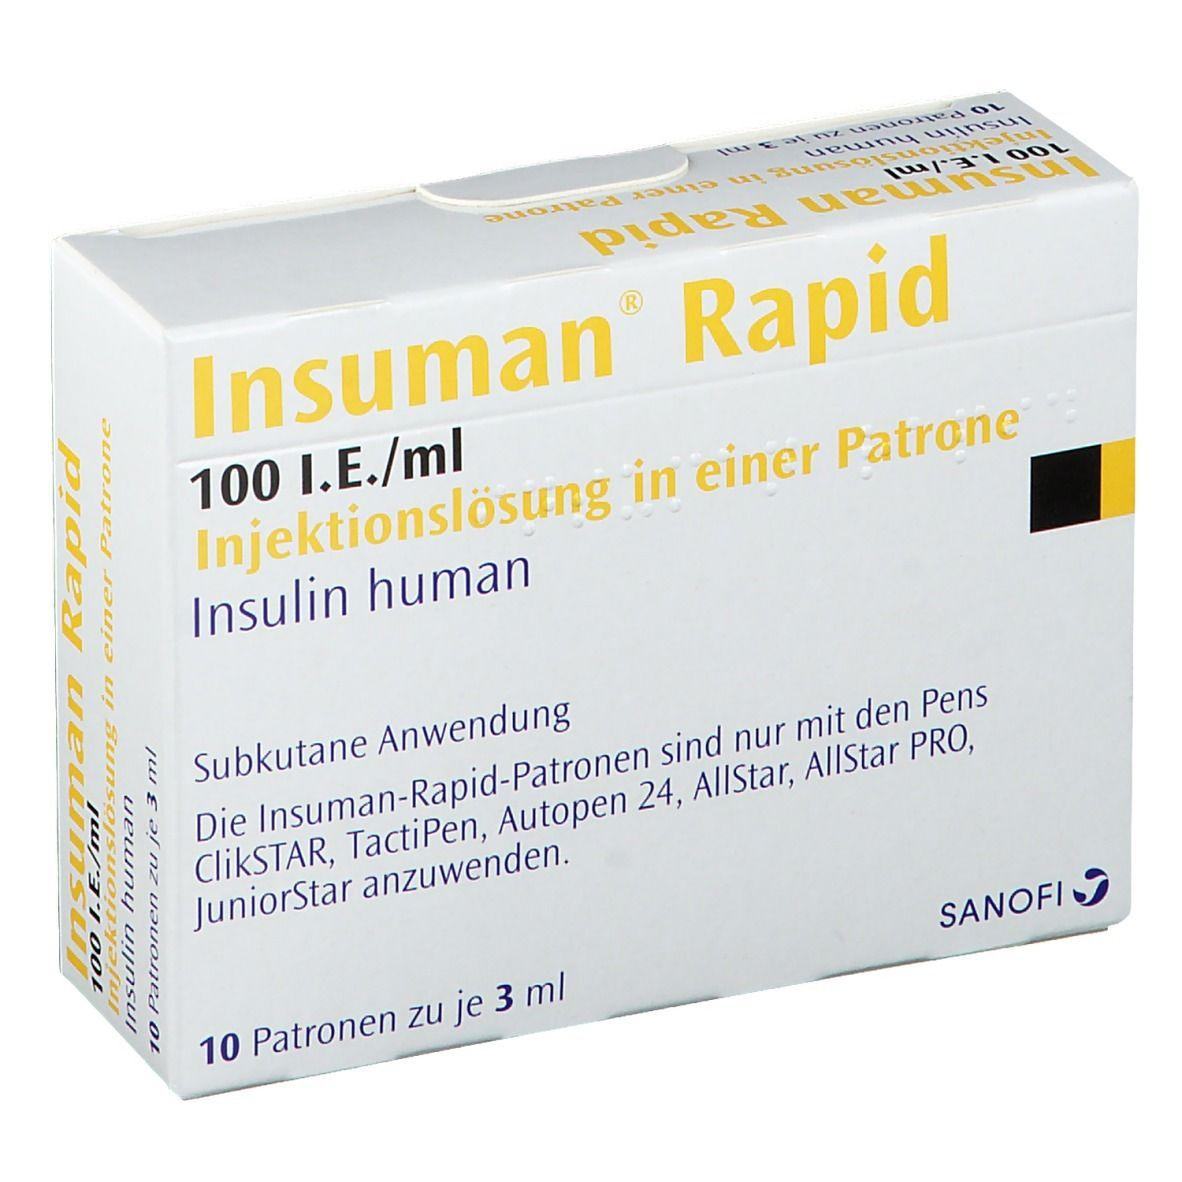 10 Patronen zu je 3 ml
Insulin human
Injektionslösung in einer Patrone
100 I.E./ml
Insuman Rapid
Insuman® Rapid
100 I.E./ml
Injektionslösung in einer Patrone
Insulin human
Subkutane Anwendung
Die Insuman-Rapid-Patronen sind nur mit den Pens
ClikSTAR, TactiPen, Autopen 24, AllStar, AllStar PRO,
JuniorStar anzuwenden.
SANOFI
10 Patronen zu je 3 ml
Insuman Rapid
100 I.E./ml
Injektionslösung in einer Patrone
Insulin human
10 Patronen zu je 3 ml